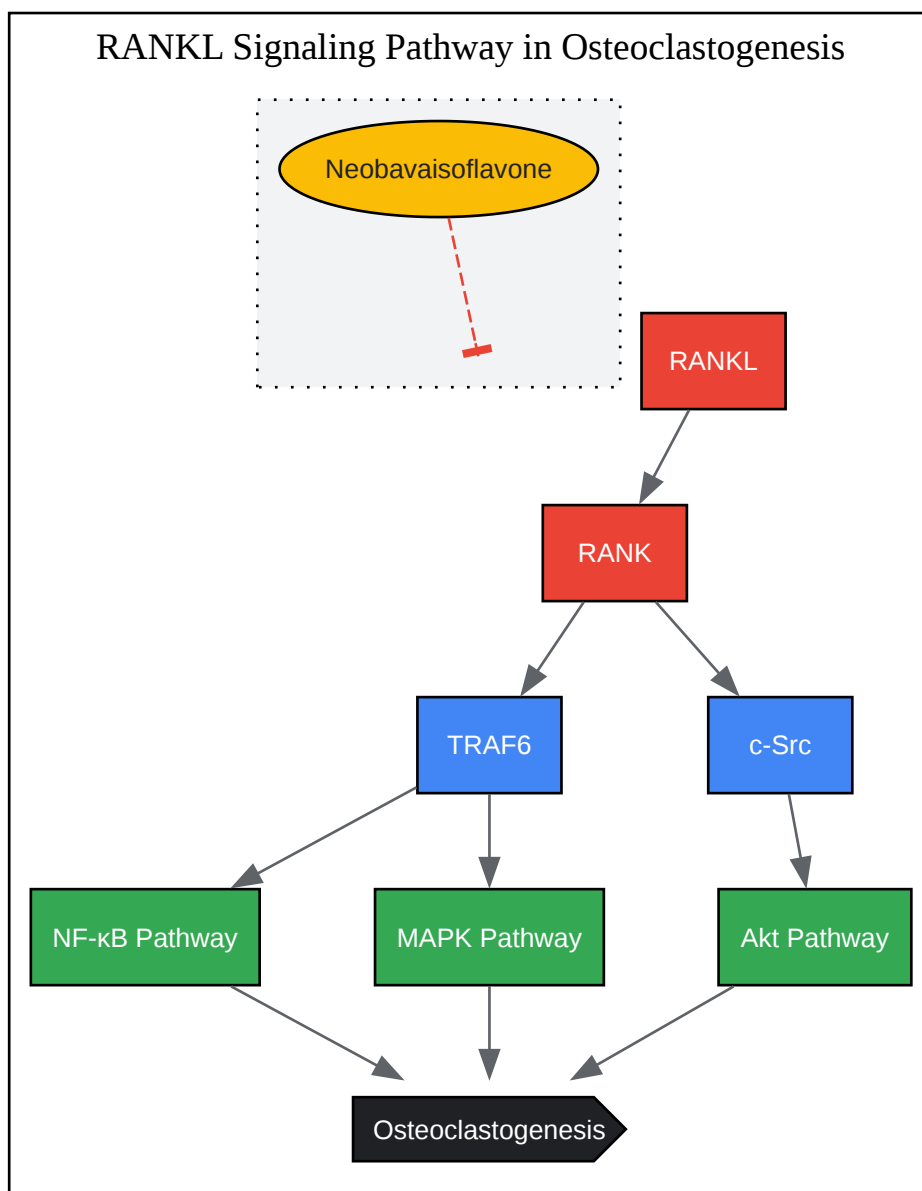 RANKL Signaling Pathway in Osteoclastogenesis
Neobavaisoflavone
RANKL
RANK
TRAF6
c-Src
NF-κB Pathway
MAPK Pathway
Akt Pathway
Osteoclastogenesis